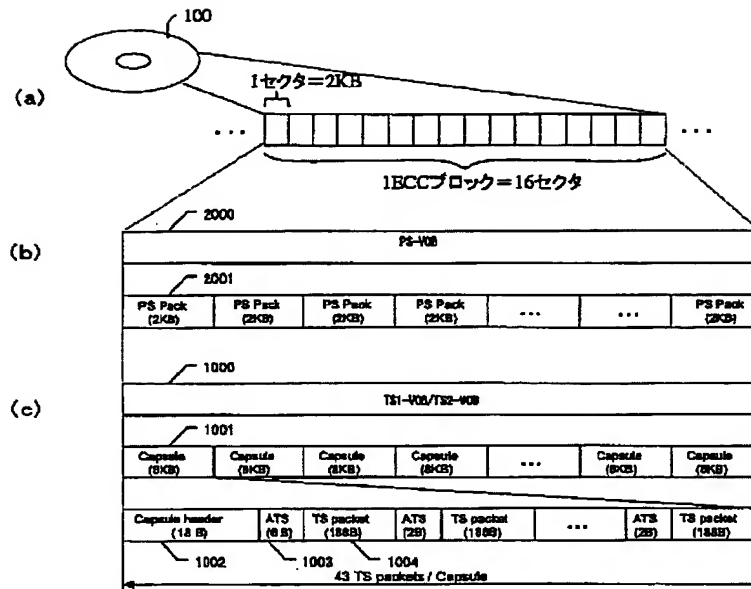 100
(a)
1セクタ=2KB
... ...
1ECCブロック=16セクタ
2000
(b)
PS-VOB
2001
PS Pack PS Pack PS Pack PS Pack ... ... PS Pack
(2KB) (2KB) (2KB) (2KB) (2KB)
1000
(c)
TS1-VOB/TS2-VOB
1001
Capsule Capsule Capsule Capsule ... Capsule Capsule
(8KB) (8KB) (8KB) (8KB) (8KB) (8KB)
Capsule header ATS TS packet ATS TS packet ... ATS TS packet
(18 B) (6B) (188B) (2B) (188B) (2B) (188B)
1002 1003 1004
43 TS packets / Capsule